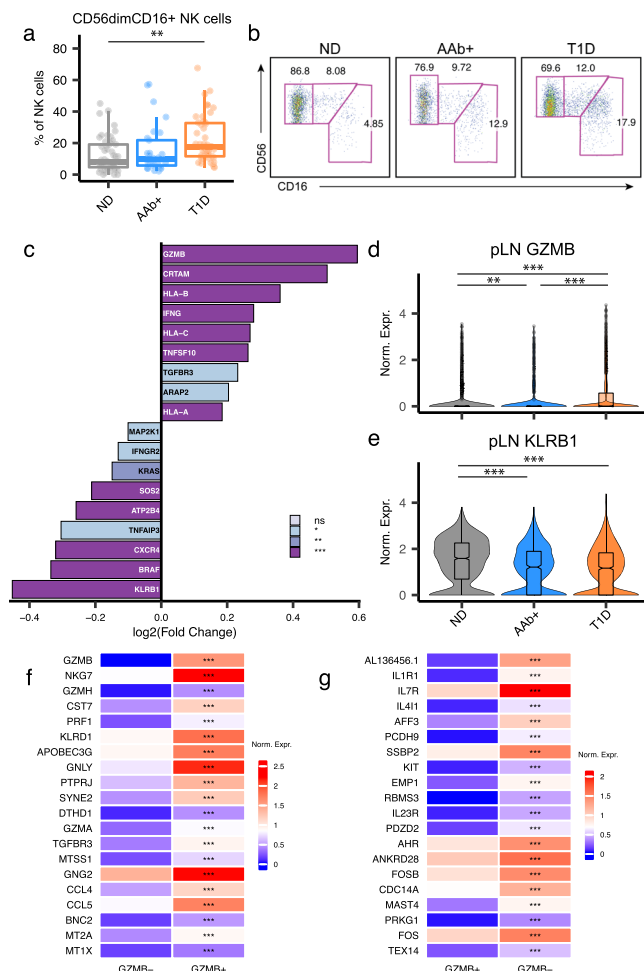 CD56dimCD16+ NK cells
a
**
80
60
40
20
0
% of NK cells
ND
AAb+
T1D
b
ND
AAb+
T1D
86.8
8.08
4.85
76.9
9.72
12.9
69.6
12.0
17.9
CD56
CD16
c
GZMB
CRTAM
HLA−B
IFNG
HLA−C
TNFSF10
TGFBR3
ARAP2
HLA−A
MAP2K1
IFNGR2
KRAS
SOS2
ATP2B4
TNFAIP3
CXCR4
BRAF
KLRB1
ns
*
**
***
−0.4
−0.2
0.0
0.2
0.4
0.6
log2(Fold Change)
d
pLN GZMB
***
**
***
Norm. Expr.
4
2
0
e
pLN KLRB1
***
***
Norm. Expr.
4
2
0
ND
AAb+
T1D
f
GZMB ***
NKG7 ***
GZMH ***
CST7 ***
PRF1 ***
KLRD1 ***
APOBEC3G ***
GNLY ***
PTPRJ ***
SYNE2 ***
DTHD1 ***
GZMA ***
TGFBR3 ***
MTSS1 ***
GNG2 ***
CCL4 ***
CCL5 ***
BNC2 ***
MT2A ***
MT1X ***
GZMB− GZMB+
Norm. Expr.
2.5
2
1.5
1
0.5
0
g
AL136456.1 ***
IL1R1 ***
IL7R ***
IL4I1 ***
AFF3 ***
PCDH9 ***
SSBP2 ***
KIT ***
EMP1 ***
RBMS3 ***
IL23R ***
PDZD2 ***
AHR ***
ANKRD28 ***
FOSB ***
CDC14A ***
MAST4 ***
PRKG1 ***
FOS ***
TEX14 ***
GZMB+ GZMB−
Norm. Expr.
2
1.5
1
0.5
0